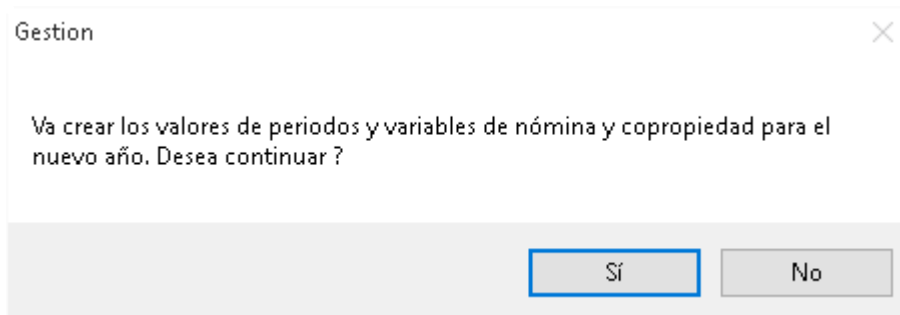 Gestion
Va crear los valores de periodos y variables de nómina y copropiedad para el
nuevo año. Desea continuar ?
Sí
No